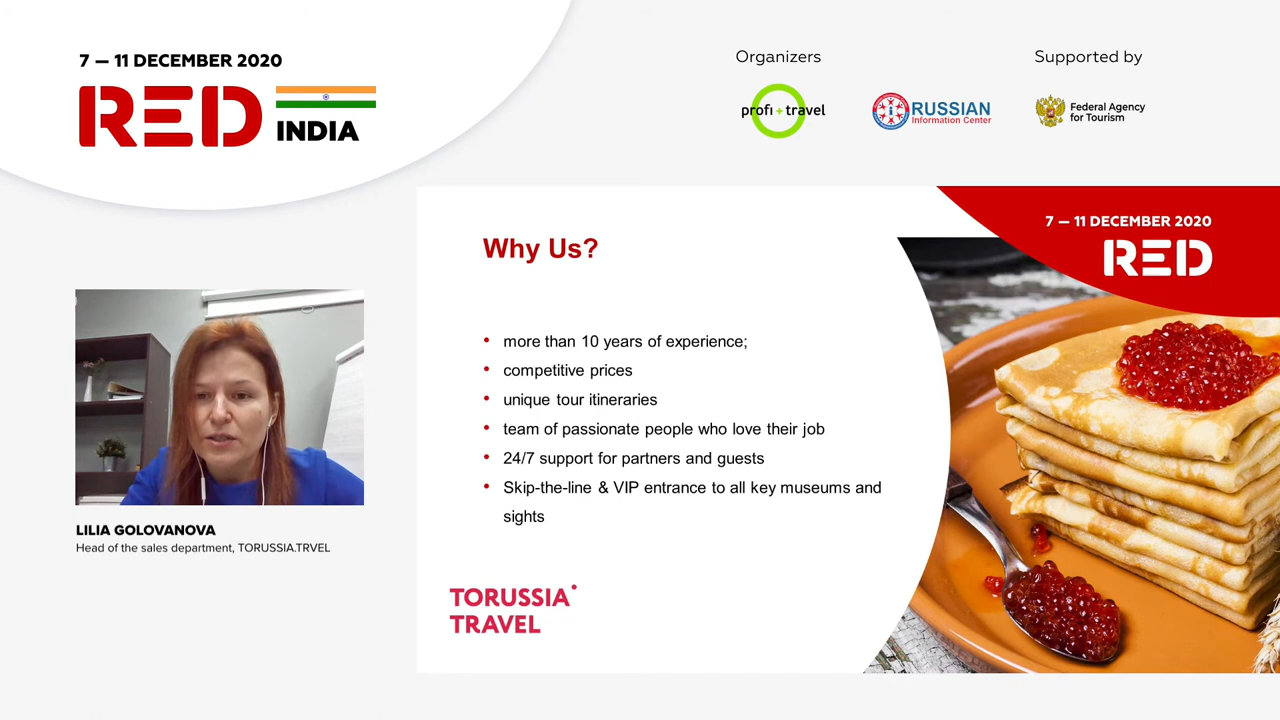 7 — 11 DECEMBER 2020
RED
INDIA
Organizers
Supported by
profi + travel
RUSSIAN
Information Center
Federal Agency
for Tourism
7 — 11 DECEMBER 2020
RED
Why Us?
• more than 10 years of experience;
• competitive prices
• unique tour itineraries
• team of passionate people who love their job
• 24/7 support for partners and guests
• Skip-the-line & VIP entrance to all key museums and
sights
TORUSSIA
TRAVEL
LILIA GOLOVANOVA
Head of the sales department, TORUSSIA.TRVEL